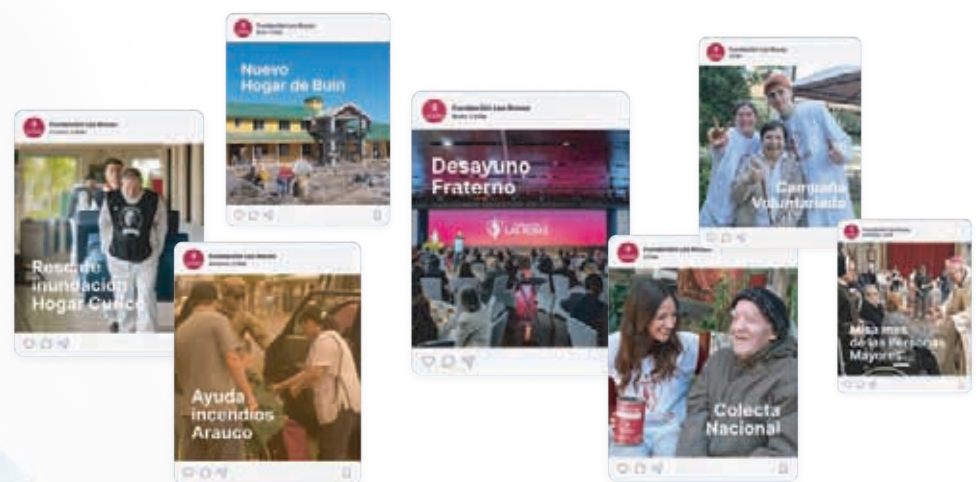 Fundación Las Rosas
Nuevo
Hogar de Buin
Fundación Las Rosas
inundación
Hogar Curicó
Fundación Las Rosas
Ayuda
incendios
Arauco
Fundación Las Rosas
Desayuno
Fraterno
LAS ROSAS
Fundación Las Rosas
Campaña
Voluntariado
Fundación Las Rosas
Colecta
Nacional
Misa mes
de las Personas
Mayores